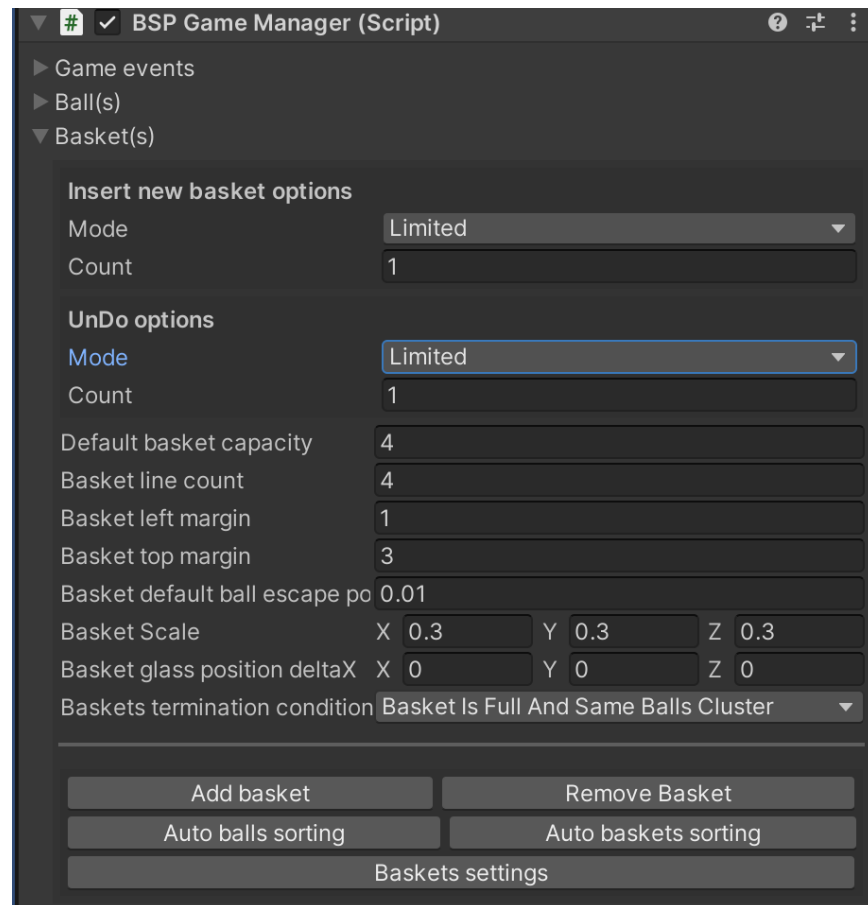 # BSP Game Manager (Script)
Game events
Ball(s)
Basket(s)
Insert new basket options
Mode Limited
Count 1
UnDo options
Mode Limited
Count 1
Default basket capacity 4
Basket line count 4
Basket left margin 1
Basket top margin 3
Basket default ball escape po 0.01
Basket Scale X 0.3 Y 0.3 Z 0.3
Basket glass position deltaX X 0 Y 0 Z 0
Baskets termination condition Basket Is Full And Same Balls Cluster
Add basket Remove Basket
Auto balls sorting Auto baskets sorting
Baskets settings